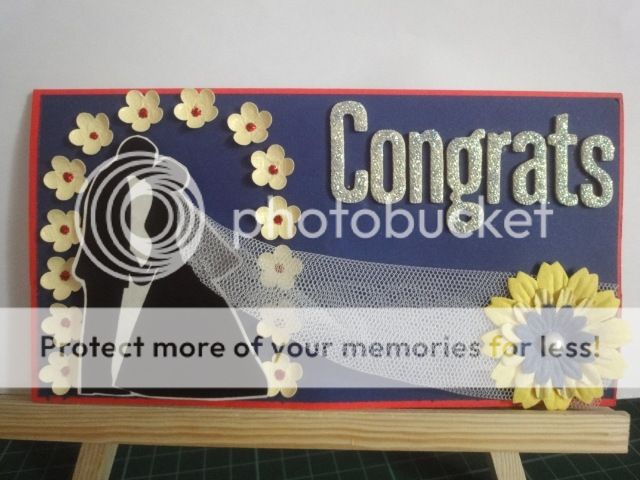 Congrats
photobucket
Protect more of your memories for less!